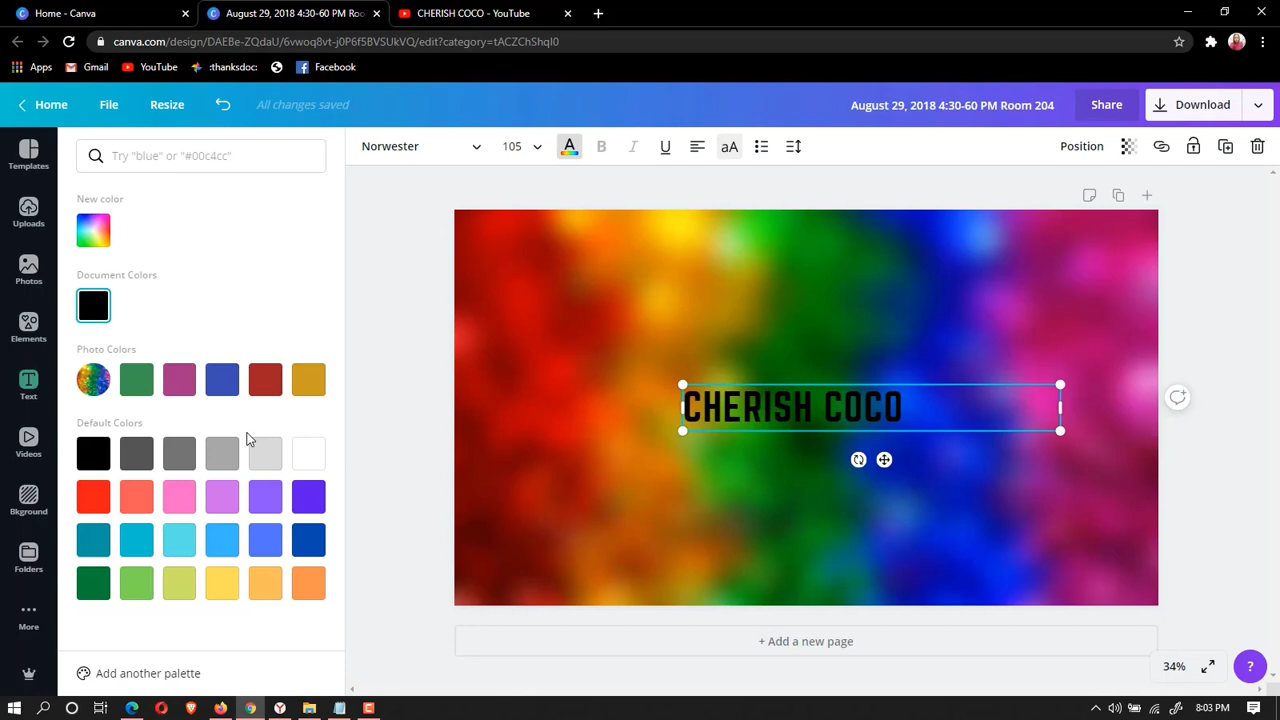 Home - Canva
August 29, 2018 4:30-60 PM Roo
CHERISH COCO - YouTube
canva.com/design/DAEBe-ZQdaU/6vwoq8vt-j0P6f5BVSUkVQ/edit?category=tACZChShqI0
Apps
Gmail
YouTube
:thanksdoc:
Facebook
Home
File
Resize
All changes saved
August 29, 2018 4:30-60 PM Room 204
Share
Download
Templates
Uploads
Photos
Elements
Text
Videos
Bkground
Folders
More
Try "blue" or "#00c4cc"
New color
Document Colors
Photo Colors
Default Colors
Add another palette
Norwester
105
A
B
I
U
aA
Position
CHERISH COCO
+ Add a new page
34%
?
8:03 PM